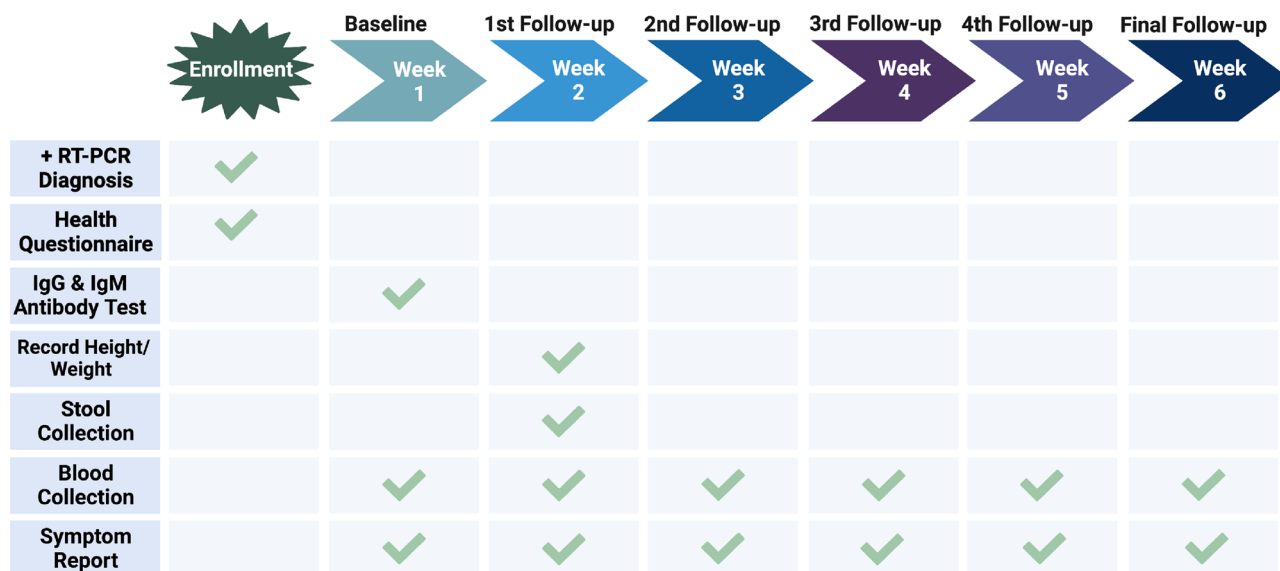 Baseline
1st Follow-up
2nd Follow-up
3rd Follow-up
4th Follow-up
Final Follow-up
Enrollment
Week
1
Week
2
Week
3
Week
4
Week
5
Week
6
+ RT-PCR
Diagnosis
Health
Questionnaire
IgG & IgM
Antibody Test
Record Height/
Weight
Stool
Collection
Blood
Collection
Symptom
Report